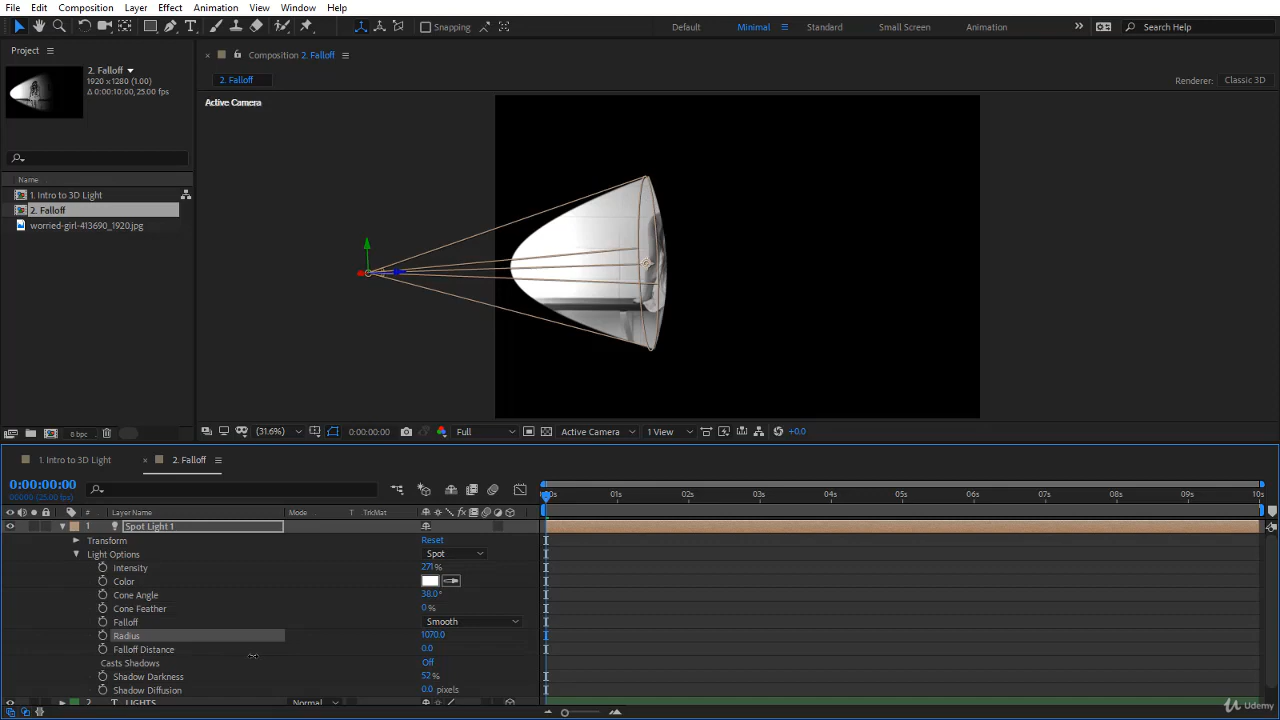 File Edit Composition Layer Effect Animation View Window Help
Snapping Default Minimal Standard Small Screen Animation Search Help
Project
2. Falloff
1920 x 1280 (1.00)
Δ 0:00:10:00, 25.00 fps
Composition 2. Falloff
2. Falloff
Renderer: Classic 3D
Active Camera
Name
1. Intro to 3D Light
2. Falloff
worried-girl-413690_1920.jpg
8 bpc
(31.6%) 0:00:00:00 Full Active Camera 1 View +0.0
1. Intro to 3D Light 2. Falloff
0:00:00:00
00000 (25.00 fps)
:00s 01s 02s 03s 04s 05s 06s 07s 08s 09s 10s
# Layer Name Mode T TrkMat
1 Spot Light 1
Transform Reset
Light Options Spot
Intensity 271 %
Color
Cone Angle 38.0°
Cone Feather 0 %
Falloff Smooth
Radius 1070.0
Falloff Distance 0.0
Casts Shadows Off
Shadow Darkness 52 %
Shadow Diffusion 0.0 pixels
2 T LIGHTS Normal
Udemy